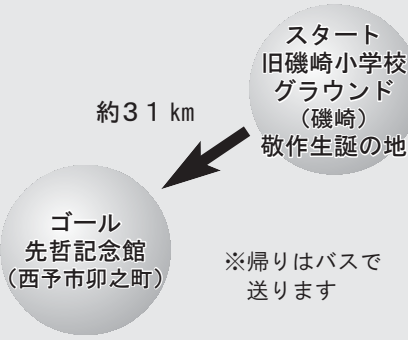 スタート
旧磯崎小学校
グラウンド
（磯崎）
敬作生誕の地
約３１㎞
ゴール
先哲記念館
（西予市卯之町）
※帰りはバスで
送ります